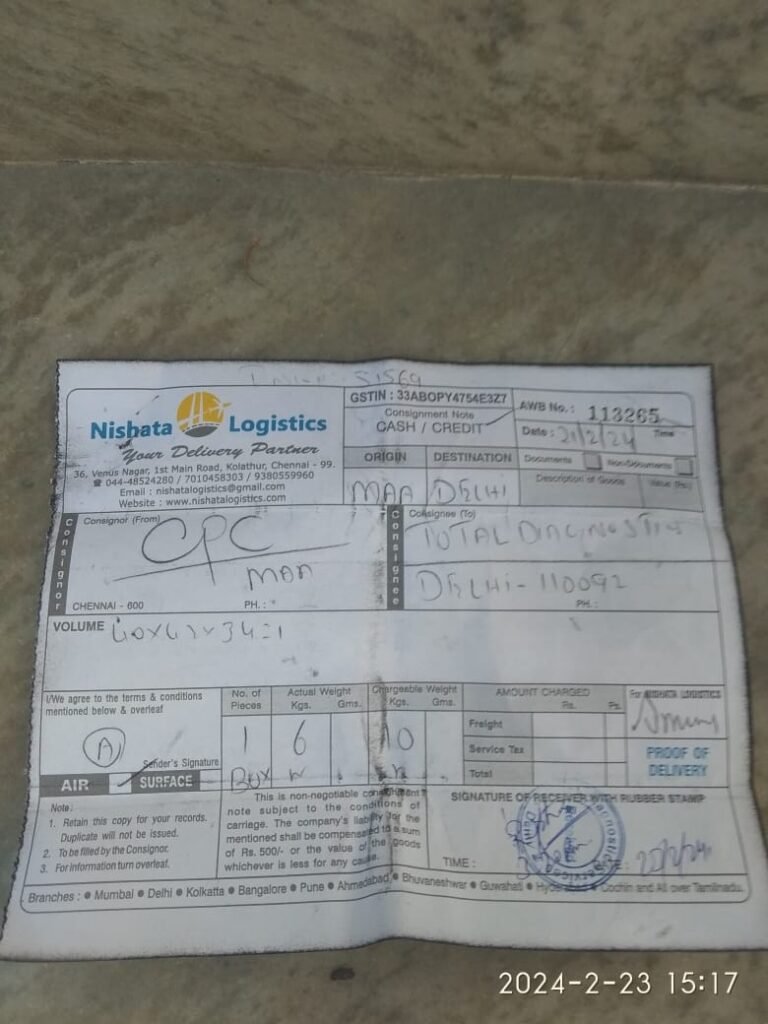 51569
Nisbata Logistics
Your Delivery Partner
36, Venus Nagar, 1st Main Road, Kolathur, Chennai - 99.
☎ 044-48524280 / 7010458303 / 9380559960
Email : nishatalogistics@gmail.com
Website : www.nishatalogistics.com
GSTIN : 33ABOPY4754E3Z7
Consignment Note
CASH / CREDIT
AWB No. : 113265
Date : 21/2/24 Time
ORIGIN DESTINATION
MAA DELHI
Documents Non-Documents
Description of Goods Value (Rs.)
Consignor
Consignor (From)
CPC
MAA
CHENNAI - 600 PH. :
Consignee
Consignee (To)
TOTAL DIAGNOSTIC
DELHI - 110092
PH. :
VOLUME
I/We agree to the terms & conditions
mentioned below & overleaf
A
Sender's Signature
AIR SURFACE
No. of Pieces
1
BOX
Actual Weight
Kgs. Gms.
6
Chargeable Weight
Kgs. Gms.
10
AMOUNT CHARGED
Rs. Ps.
Freight
Service Tax
Total
For NISHATA LOGISTICS
PROOF OF
DELIVERY
Note :
1. Retain this copy for your records.
Duplicate will not be issued.
2. To be filled by the Consignor.
3. For information turn overleaf.
This is non-negotiable consignment
note subject to the conditions of
carriage. The company's liability for the
mentioned shall be compensated to a sum
of Rs. 500/- or the value of the goods
whichever is less for any cause.
SIGNATURE OF RECEIVER WITH RUBBER STAMP
TIME :
Branches : ● Mumbai ● Delhi ● Kolkatta ● Bangalore ● Pune ● Ahmedabad ● Bhuvaneshwar ● Guwahati ● Hyderabad ● Cochin and All over Tamilnadu.
2024-2-23 15:17